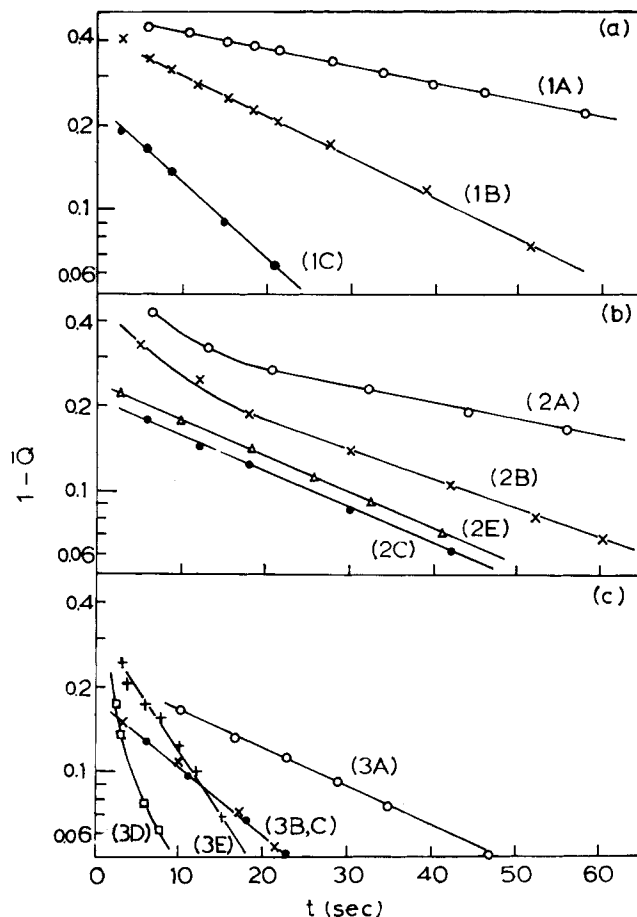 (a)
0.4
(1A)
0.2
(1B)
0.1
(1C)
0.06
(b)
0.4
(2A)
0.2
(2B)
0.1
(2E)
(2C)
0.06
1 - Q̄
(c)
0.4
0.2
(3A)
0.1
(3B,C)
(3D)
(3E)
0.06
0 10 20 30 40 50 60
t (sec)